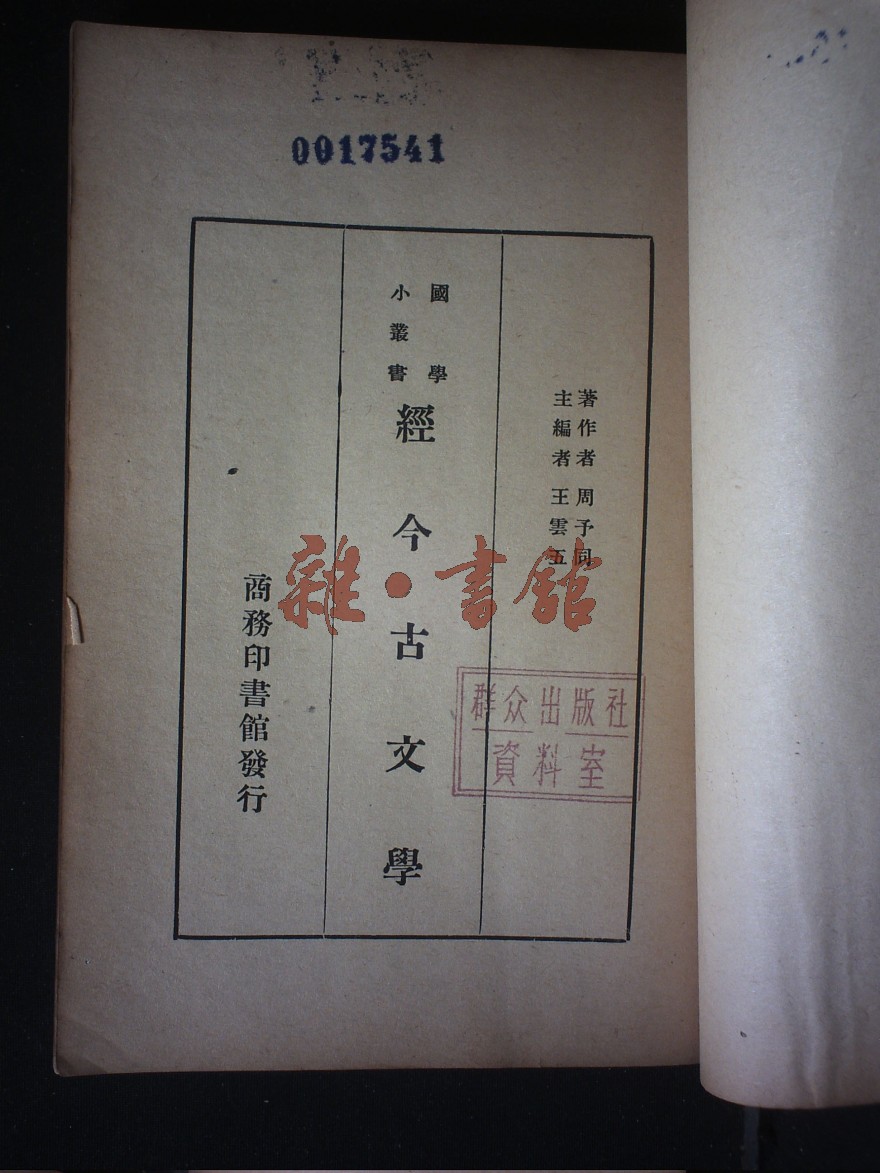 0017541
著作者 周予同
主編者 王雲五
國學
小叢書
經今古文學
商務印書館發行
雜·書館
群众出版社
資料室